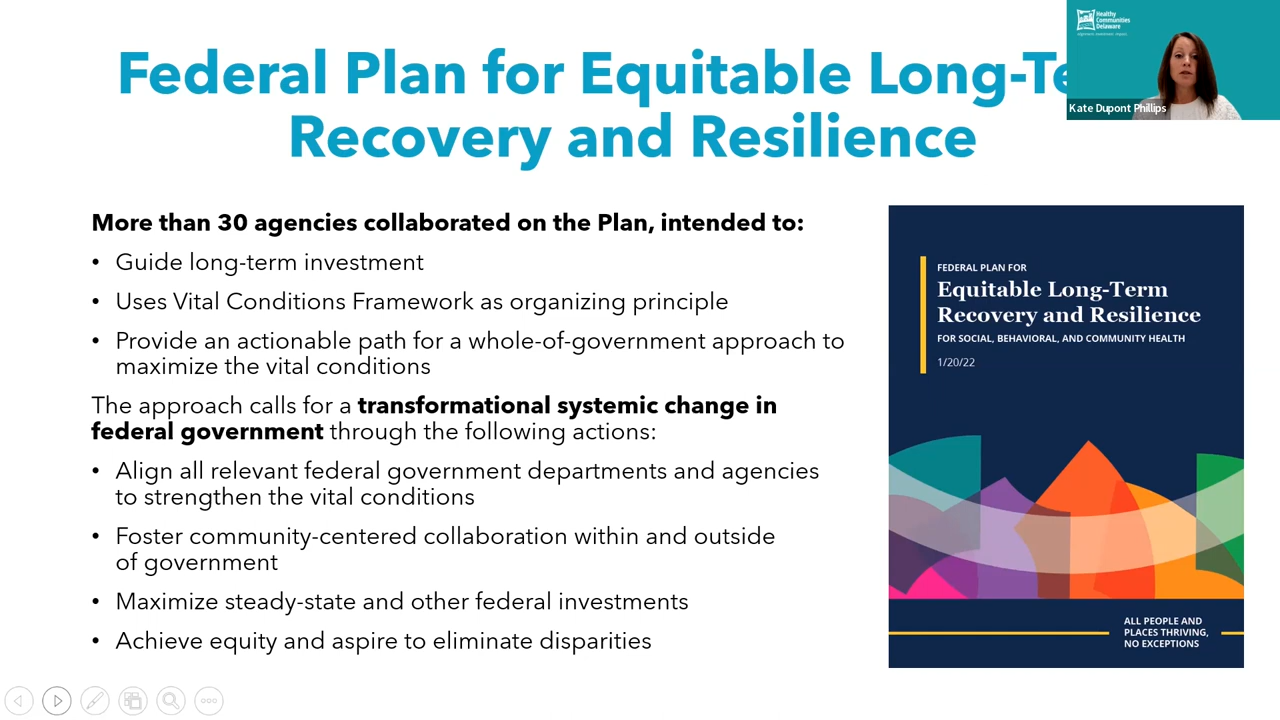 Federal Plan for Equitable Long-Te
Recovery and Resilience
Healthy
Communities
Delaware
Kate Dupont Phillips
More than 30 agencies collaborated on the Plan, intended to:
• Guide long-term investment
• Uses Vital Conditions Framework as organizing principle
• Provide an actionable path for a whole-of-government approach to
maximize the vital conditions
The approach calls for a transformational systemic change in
federal government through the following actions:
• Align all relevant federal government departments and agencies
to strengthen the vital conditions
• Foster community-centered collaboration within and outside
of government
• Maximize steady-state and other federal investments
• Achieve equity and aspire to eliminate disparities
FEDERAL PLAN FOR
Equitable Long-Term
Recovery and Resilience
FOR SOCIAL, BEHAVIORAL, AND COMMUNITY HEALTH
1/20/22
ALL PEOPLE AND
PLACES THRIVING,
NO EXCEPTIONS